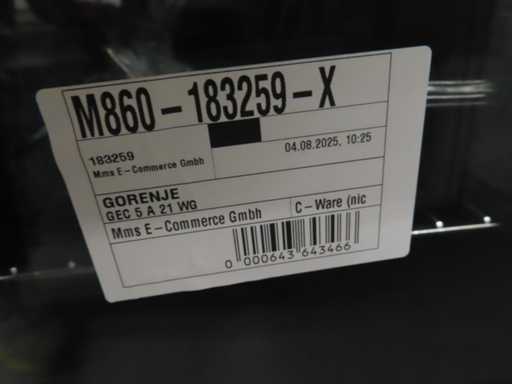 M860-183259-X
183259
Mms E-Commerce Gmbh
04.08.2025, 10:25
GORENJE
GEC 5 A 21 WG
Mms E-Commerce Gmbh
C-Ware (nic
0 000643 643466